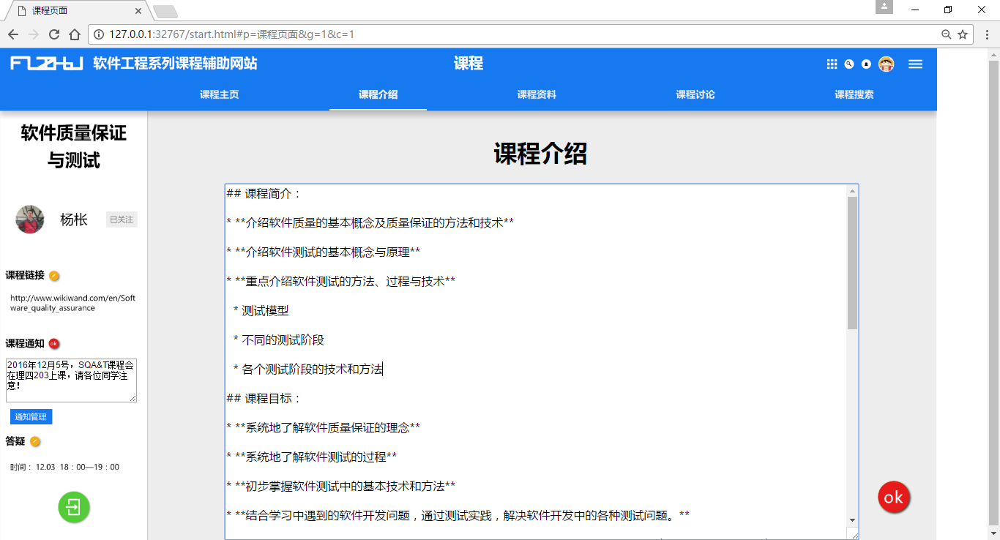 课程页面
127.0.0.1:32767/start.html#p=课程页面&g=1&c=1
软件工程系列课程辅助网站
课程
课程主页
课程介绍
课程资料
课程讨论
课程搜索
软件质量保证
与测试
杨枨
已关注
课程链接
http://www.wikiwand.com/en/Soft
ware_quality_assurance
课程通知
ok
2016年12月5号，SQA&T课程会
在理四203上课，请各位同学注
意！
通知管理
答疑
时间： 12.03 18：00—19：00
课程介绍
## 课程简介：
* **介绍软件质量的基本概念及质量保证的方法和技术**
* **介绍软件测试的基本概念与原理**
* **重点介绍软件测试的方法、过程与技术**
* 测试模型
* 不同的测试阶段
* 各个测试阶段的技术和方法
## 课程目标：
* **系统地了解软件质量保证的理念**
* **系统地了解软件测试的过程**
* **初步掌握软件测试中的基本技术和方法**
* **结合学习中遇到的软件开发问题，通过测试实践，解决软件开发中的各种测试问题。**
ok